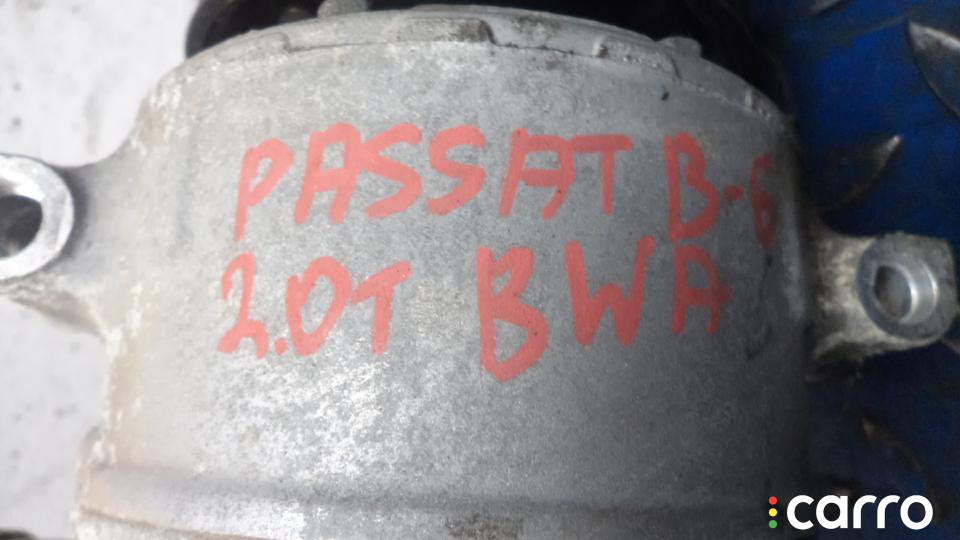 PASSAT B-6
2.0T BWA
carro